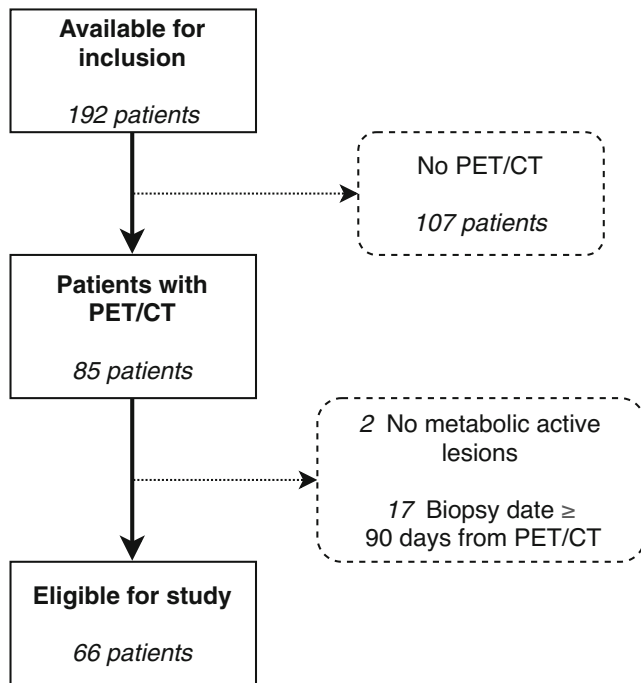 Available for
inclusion
192 patients
No PET/CT
107 patients
Patients with
PET/CT
85 patients
2 No metabolic active
lesions
17 Biopsy date ≥
90 days from PET/CT
Eligible for study
66 patients